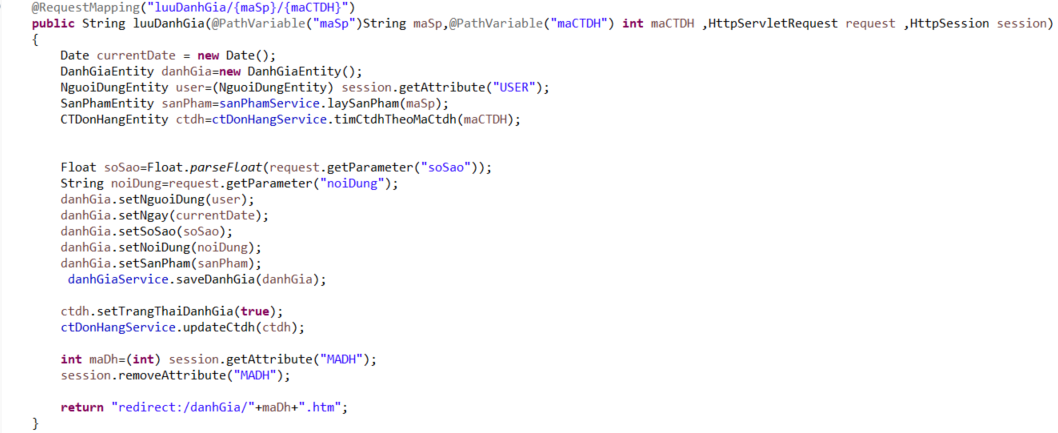 @RequestMapping("luuDanhGia/{maSp}/{maCTDH}")
public String luuDanhGia(@PathVariable("maSp")String maSp,@PathVariable("maCTDH") int maCTDH ,HttpServletRequest request ,HttpSession session)
{
Date currentDate = new Date();
DanhGiaEntity danhGia=new DanhGiaEntity();
NguoiDungEntity user=(NguoiDungEntity) session.getAttribute("USER");
SanPhamEntity sanPham=sanPhamService.laySanPham(maSp);
CTDonHangEntity ctdh=ctDonHangService.timCtdhTheoMaCtdh(maCTDH);
Float soSao=Float.parseFloat(request.getParameter("soSao"));
String noiDung=request.getParameter("noiDung");
danhGia.setNguoiDung(user);
danhGia.setNgay(currentDate);
danhGia.setSoSao(soSao);
danhGia.setNoiDung(noiDung);
danhGia.setSanPham(sanPham);
danhGiaService.saveDanhGia(danhGia);
ctdh.setTrangThaiDanhGia(true);
ctDonHangService.updateCtdh(ctdh);
int maDh=(int) session.getAttribute("MADH");
session.removeAttribute("MADH");
return "redirect:/danhGia/"+maDh+".htm";
}